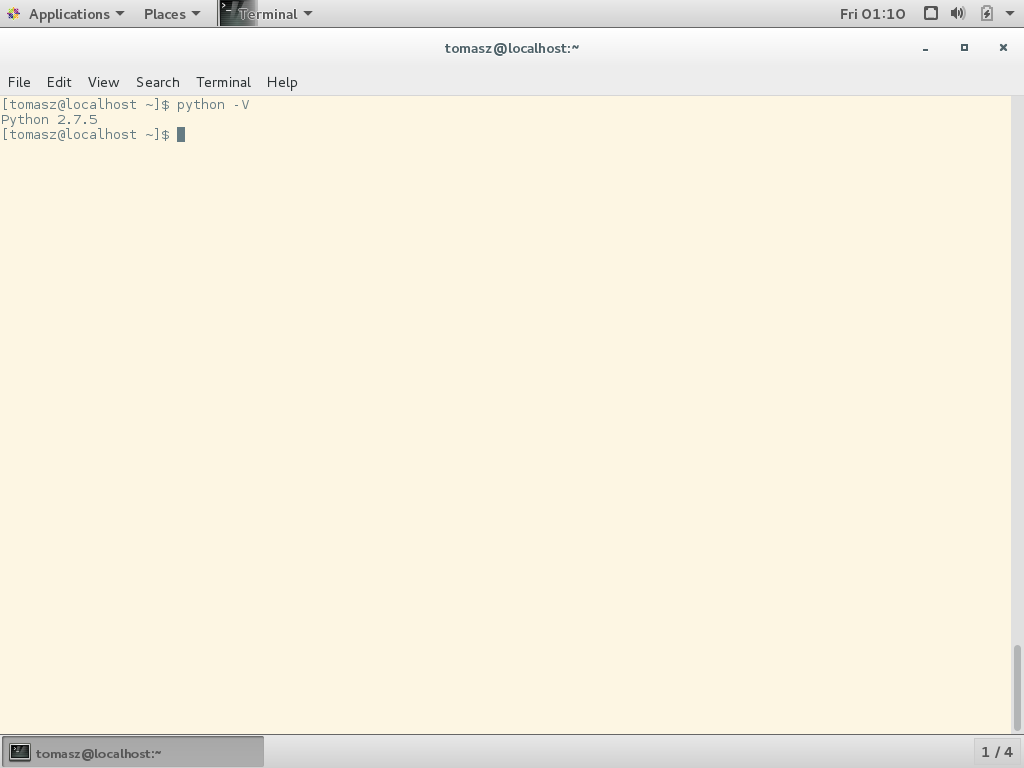 Applications Places Terminal Fri 01:10
tomasz@localhost:~
File Edit View Search Terminal Help
[tomasz@localhost ~]$ python -V
Python 2.7.5
[tomasz@localhost ~]$
tomasz@localhost:~ 1 / 4